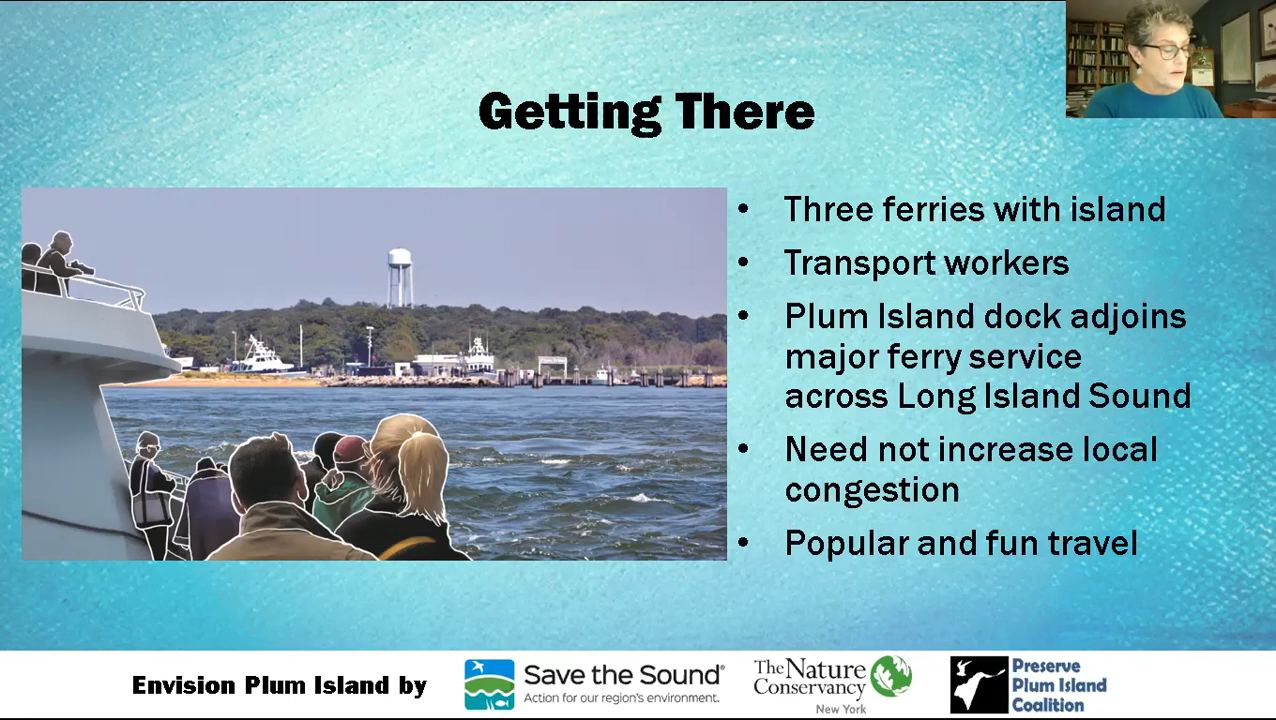 Getting There
• Three ferries with island
• Transport workers
• Plum Island dock adjoins
major ferry service
across Long Island Sound
• Need not increase local
congestion
• Popular and fun travel
Envision Plum Island by
Save the Sound®
Action for our region's environment.
The Nature
Conservancy
New York
Preserve
Plum Island
Coalition